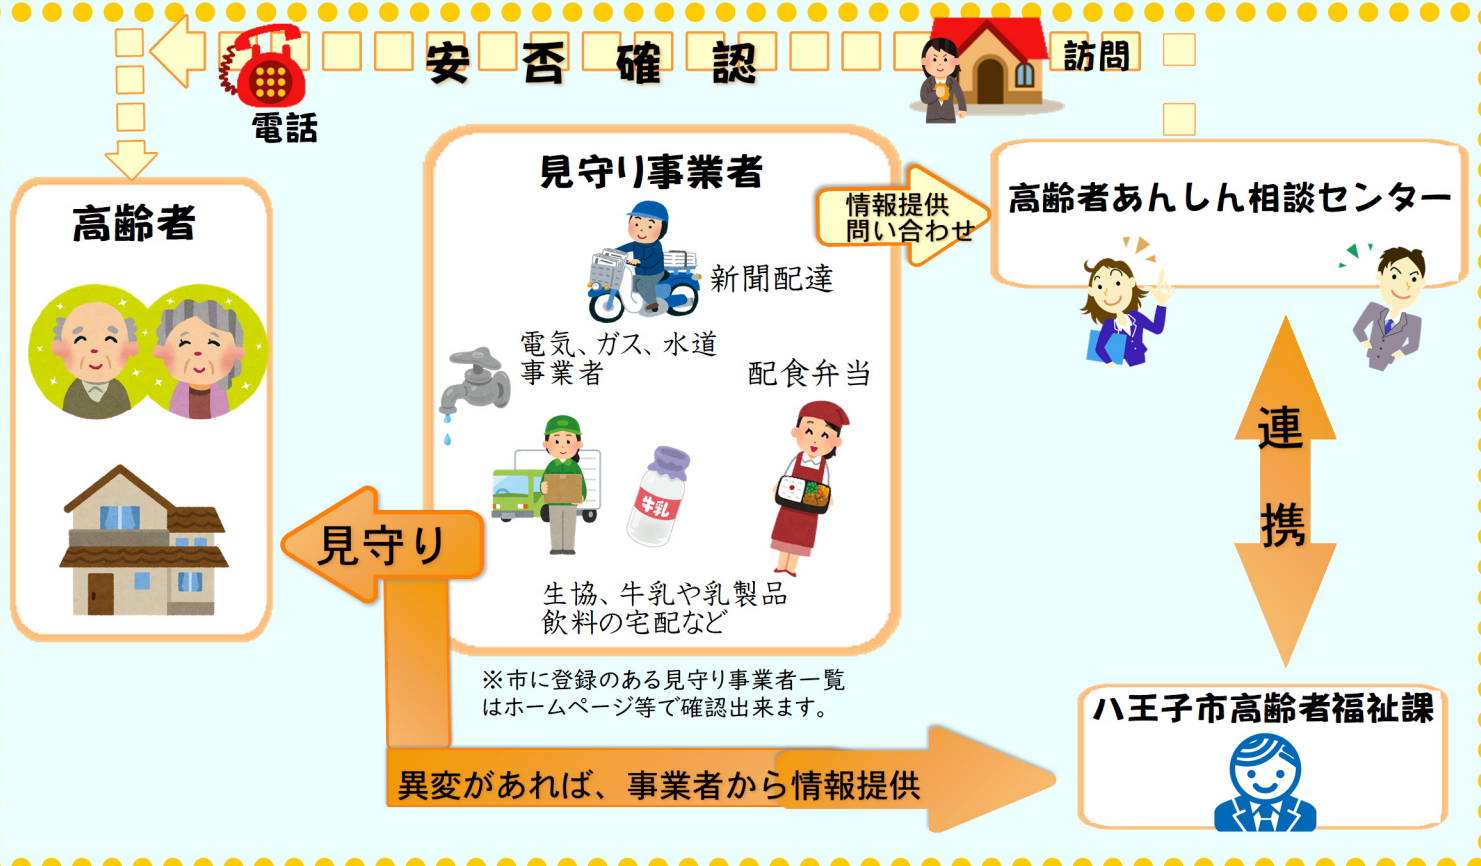 安否確認
訪問
電話
高齢者
見守り事業者
新聞配達
電気、ガス、水道
事業者
配食弁当
牛乳
生協、牛乳や乳製品
飲料の宅配など
情報提供
問い合わせ
高齢者あんしん相談センター
見守り
連携
※市に登録のある見守り事業者一覧
はホームページ等で確認出来ます。
八王子市高齢者福祉課
異変があれば、事業者から情報提供